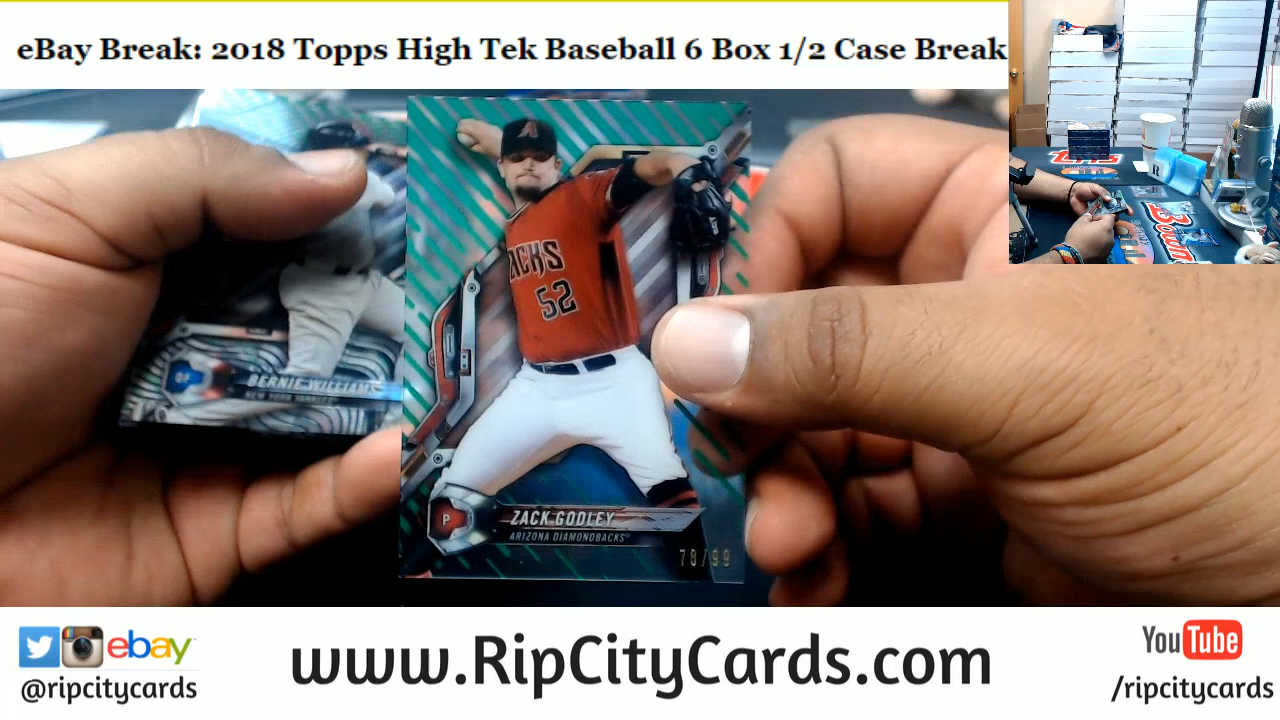 eBay Break: 2018 Topps High Tek Baseball 6 Box 1/2 Case Break
A
ACKS
52
BERNIE WILLIAMS
NEW YORK YANKEES
P
ZACK GODLEY
ARIZONA DIAMONDBACKS
78/99
ebay
@ripcitycards
www.RipCityCards.com
YouTube
/ripcitycards